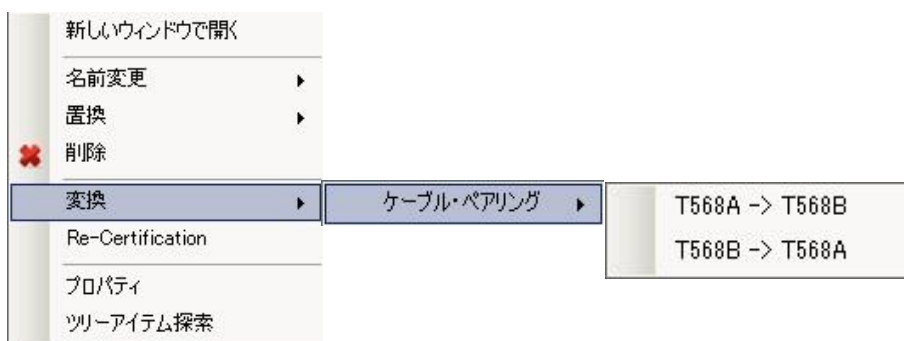 新しいウィンドウで開く
名前変更
置換
削除
変換
ケーブル・ペアリング
T568A -> T568B
T568B -> T568A
Re-Certification
プロパティ
ツリーアイテム探索